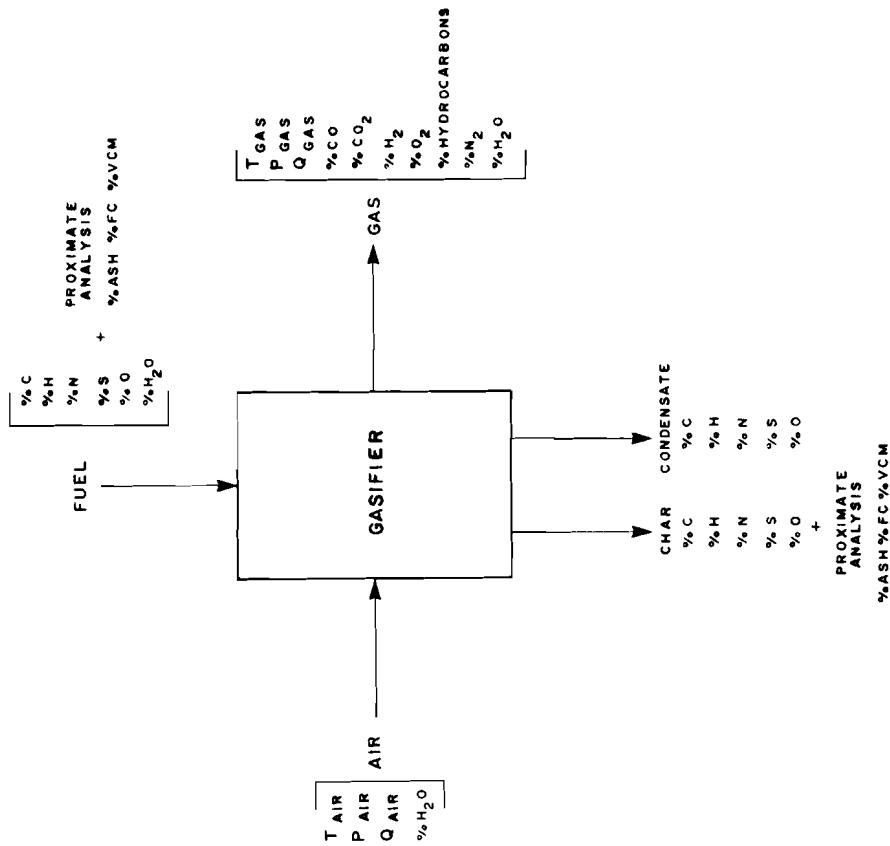 %C
%H
%N
%S
%O
%H₂O
+
PROXIMATE
ANALYSIS
%ASH %FC %VCM
FUEL
T AIR
P AIR
Q AIR
%H₂O
AIR
GASIFIER
GAS
T GAS
P GAS
Q GAS
%CO
%CO₂
%H₂
%O₂
%HYDROCARBONS
%N₂
%H₂O
CHAR
%C
%H
%N
%S
%O
+
PROXIMATE
ANALYSIS
%ASH %FC %VCM
CONDENSATE
%C
%H
%N
%S
%O